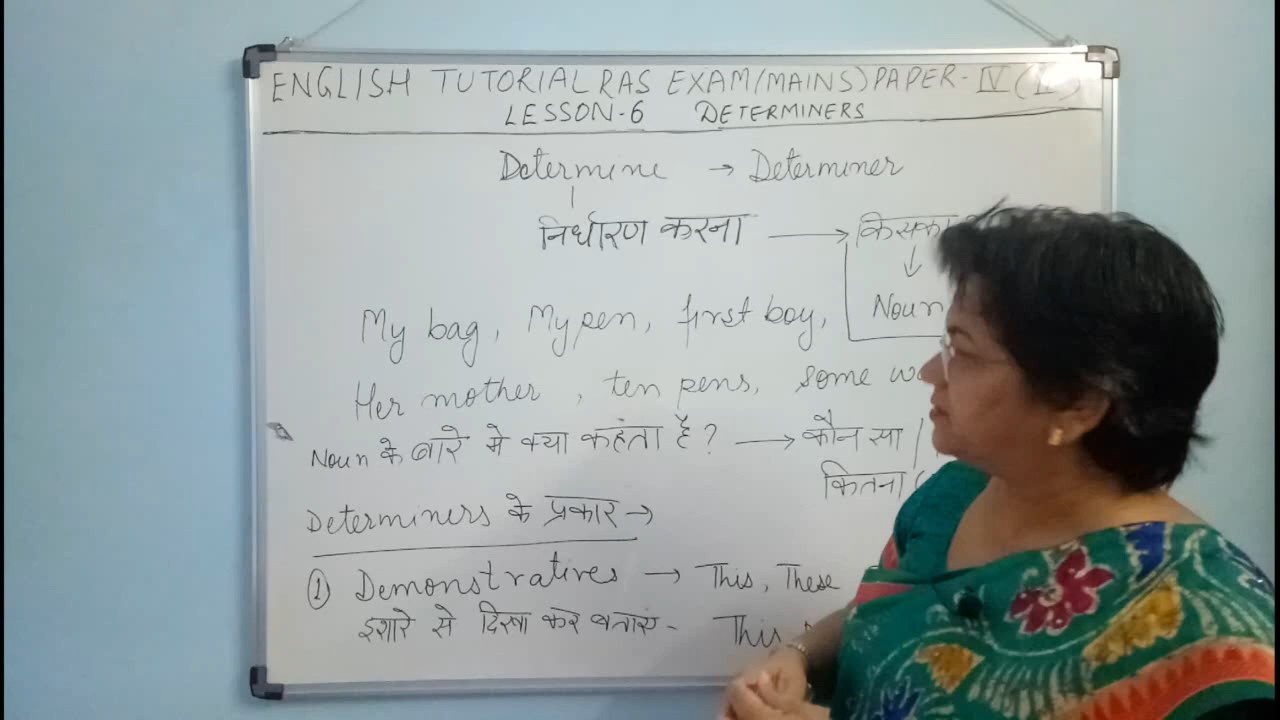 ENGLISH TUTORIAL RAS EXAM (MAINS) PAPER-IV
LESSON-6 DETERMINERS
Determine → Determiner
निर्धारण करना → किसका
Noun
My bag, My pen, first boy,
Her mother, ten pens, some
Noun के बारे मे क्या कहता है? → कौन सा /
कितना
Determiners के प्रकार →
① Demonstratives → This, These
इशारे से दिखा कर बताएं - This